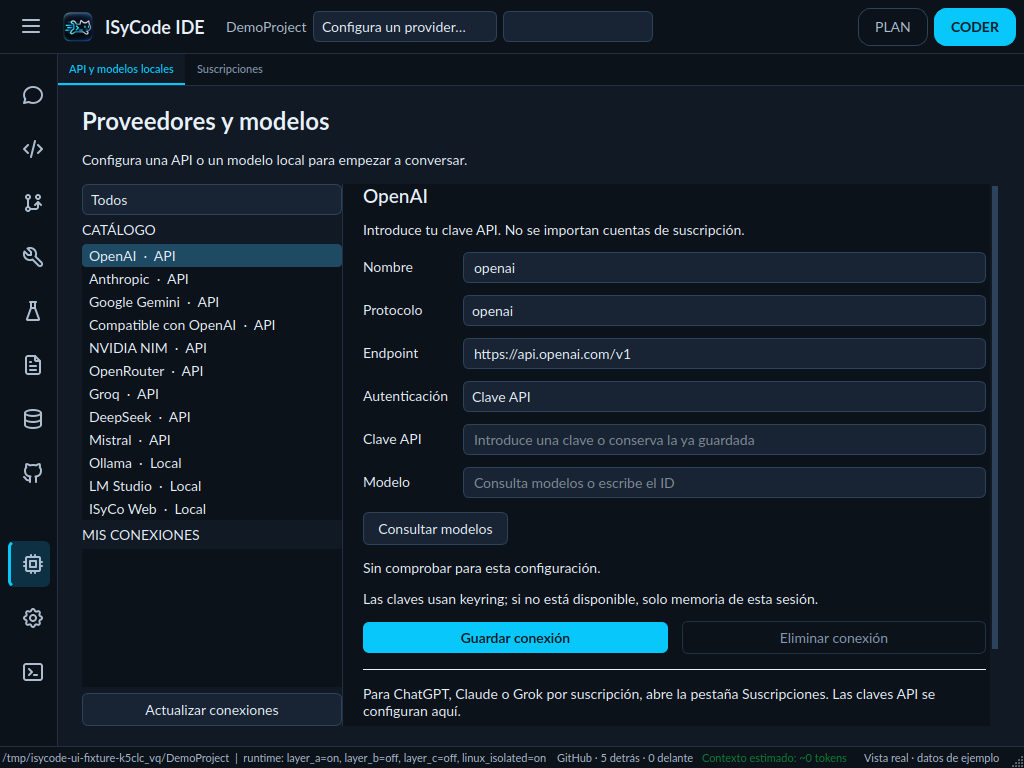 ISyCode IDE
DemoProject
Configura un provider...
PLAN
CODER
API y modelos locales
Suscripciones
Proveedores y modelos
Configura una API o un modelo local para empezar a conversar.
Todos
CATÁLOGO
OpenAI · API
Anthropic · API
Google Gemini · API
Compatible con OpenAI · API
NVIDIA NIM · API
OpenRouter · API
Groq · API
DeepSeek · API
Mistral · API
Ollama · Local
LM Studio · Local
ISyCo Web · Local
MIS CONEXIONES
Actualizar conexiones
OpenAI
Introduce tu clave API. No se importan cuentas de suscripción.
Nombre
openai
Protocolo
openai
Endpoint
https://api.openai.com/v1
Autenticación
Clave API
Clave API
Introduce una clave o conserva la ya guardada
Modelo
Consulta modelos o escribe el ID
Consultar modelos
Sin comprobar para esta configuración.
Las claves usan keyring; si no está disponible, solo memoria de esta sesión.
Guardar conexión
Eliminar conexión
Para ChatGPT, Claude o Grok por suscripción, abre la pestaña Suscripciones. Las claves API se
configuran aquí.
/tmp/isycode-ui-fixture-k5clc_vq/DemoProject | runtime: layer_a=on, layer_b=off, layer_c=off, linux_isolated=on
GitHub · 5 detrás · 0 delante
Contexto estimado: ~0 tokens
Vista real · datos de ejemplo